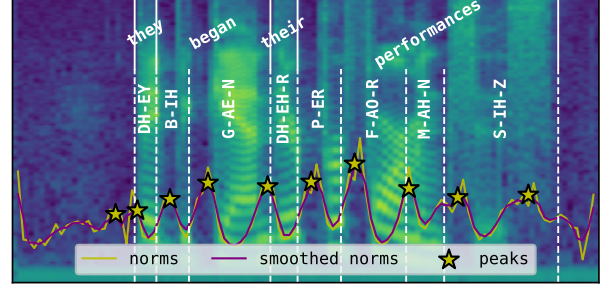 they began their performances
DH-EY B-IH G-AE-N DH-EH-R P-ER F-AO-R M-AH-N S-IH-Z
norms smoothed norms peaks